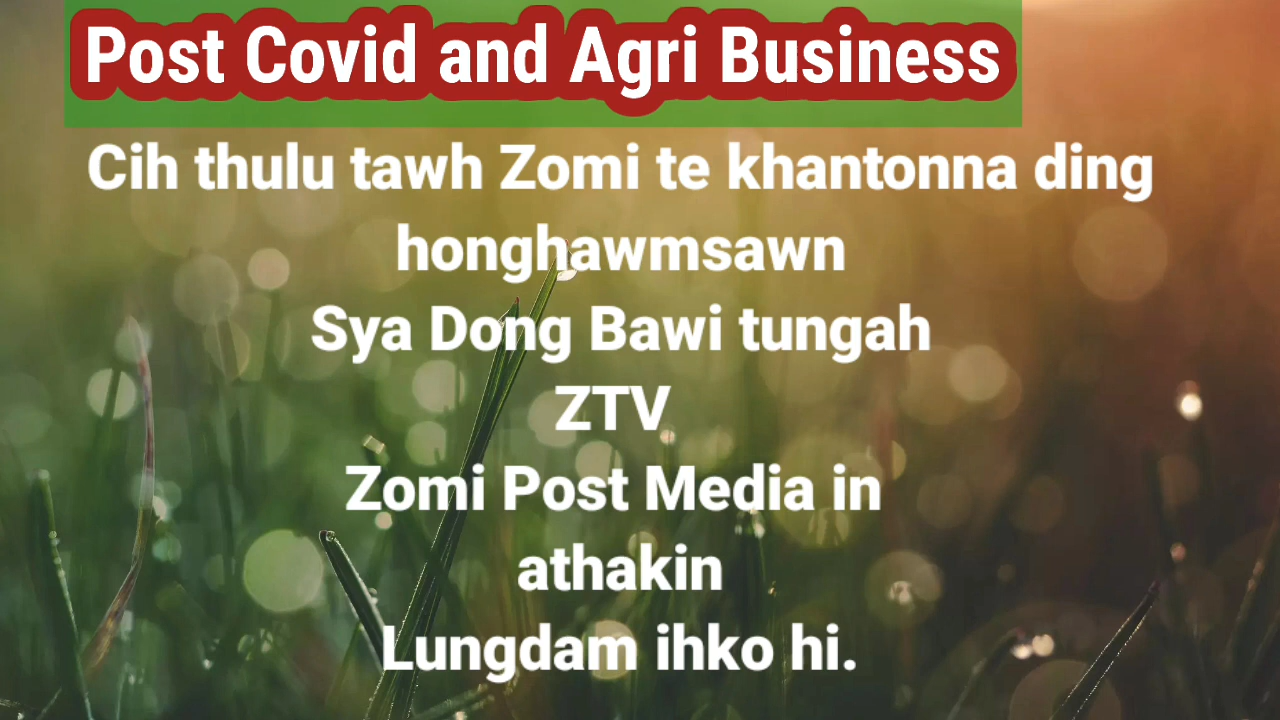 Post Covid and Agri Business
Cih thulu tawh Zomi te khantonna ding
honghawmsawn
Sya Dong Bawi tungah
ZTV
Zomi Post Media in
athakin
Lungdam ihko hi.